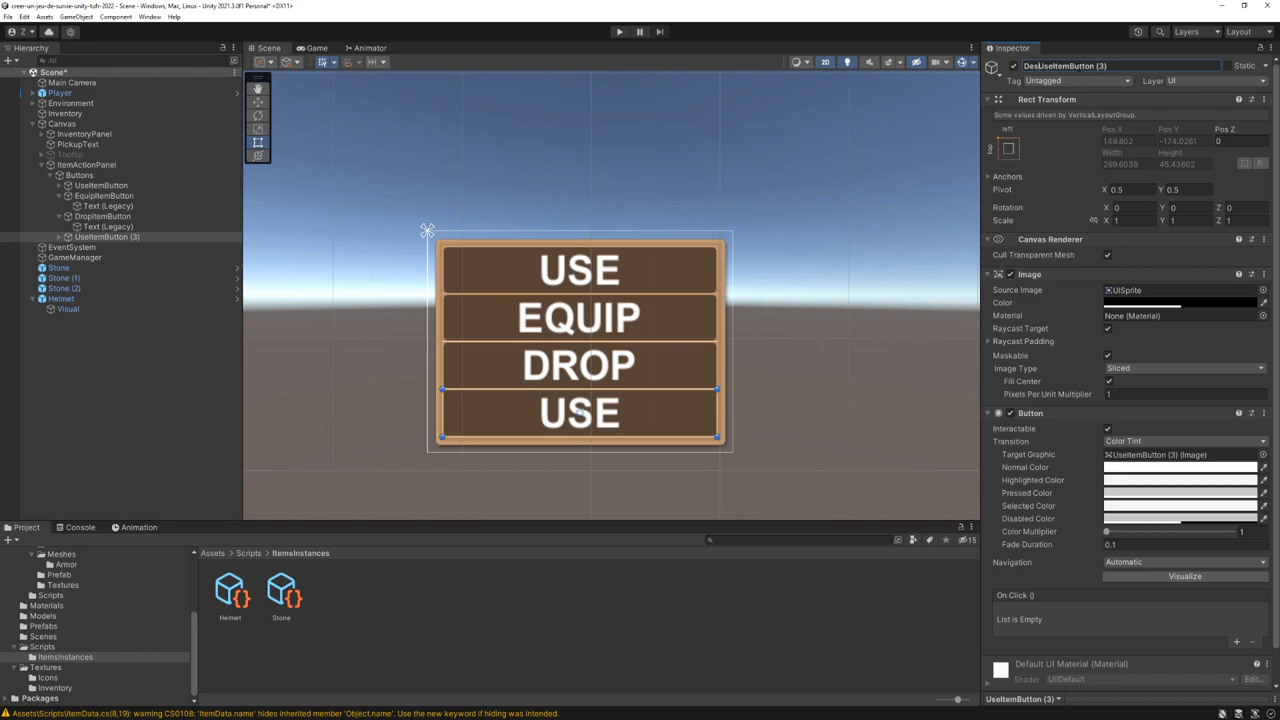 creer-un-jeu-de-survie-unity-tufr-2022 - Scene - Windows, Mac, Linux - Unity 2021.3.0f1 Personal* <DX11>
File Edit Assets GameObject Component Window Help
Z Layers Layout
Hierarchy Scene Game Animator Inspector
All 2D DesUseItemButton (3) Static
Scene* Tag Untagged Layer UI
Main Camera
Player
Environment
Inventory
Canvas
InventoryPanel
PickupText
Tooltip
ItemActionPanel
Buttons
UseItemButton
EquipItemButton
Text (Legacy)
DropItemButton
Text (Legacy)
UseItemButton (3)
EventSystem
GameManager
Stone
Stone (1)
Stone (2)
Helmet
Visual
USE
EQUIP
DROP
USE
Rect Transform
Some values driven by VerticalLayoutGroup.
left Pos X Pos Y Pos Z
top 149.802 -174.0261 0
Width Height
269.6039 45.43602 R
Anchors
Pivot X 0.5 Y 0.5
Rotation X 0 Y 0 Z 0
Scale X 1 Y 1 Z 1
Canvas Renderer
Cull Transparent Mesh
Image
Source Image UISprite
Color
Material None (Material)
Raycast Target
Raycast Padding
Maskable
Image Type Sliced
Fill Center
Pixels Per Unit Multiplier 1
Button
Interactable
Transition Color Tint
Target Graphic UseItemButton (3) (Image)
Normal Color
Highlighted Color
Pressed Color
Selected Color
Disabled Color
Color Multiplier 1
Fade Duration 0.1
Navigation Automatic
Visualize
On Click ()
List is Empty
Default UI Material (Material)
Shader UI/Default Edit...
UseItemButton (3)
Project Console Animation
15
Meshes
Armor
Prefab
Textures
Scripts
Materials
Models
Prefabs
Scenes
Scripts
ItemsInstances
Textures
Icons
Inventory
Packages
Assets > Scripts > ItemsInstances
Helmet Stone
Assets\Scripts\ItemData.cs(8,19): warning CS0108: 'ItemData.name' hides inherited member 'Object.name'. Use the new keyword if hiding was intended.